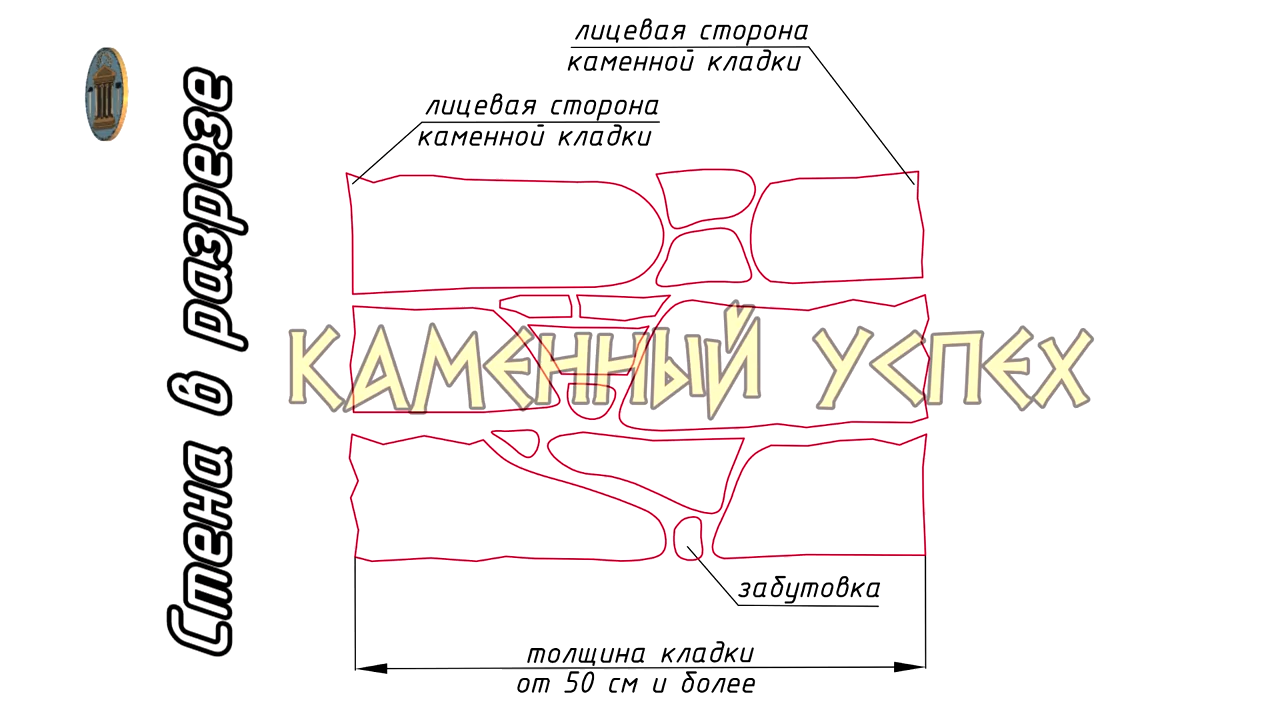 лицевая сторона
каменной кладки
лицевая сторона
каменной кладки
Стена в разрезе
КАМЕННЫЙ УСПЕХ
забутовка
толщина кладки
от 50 см и более